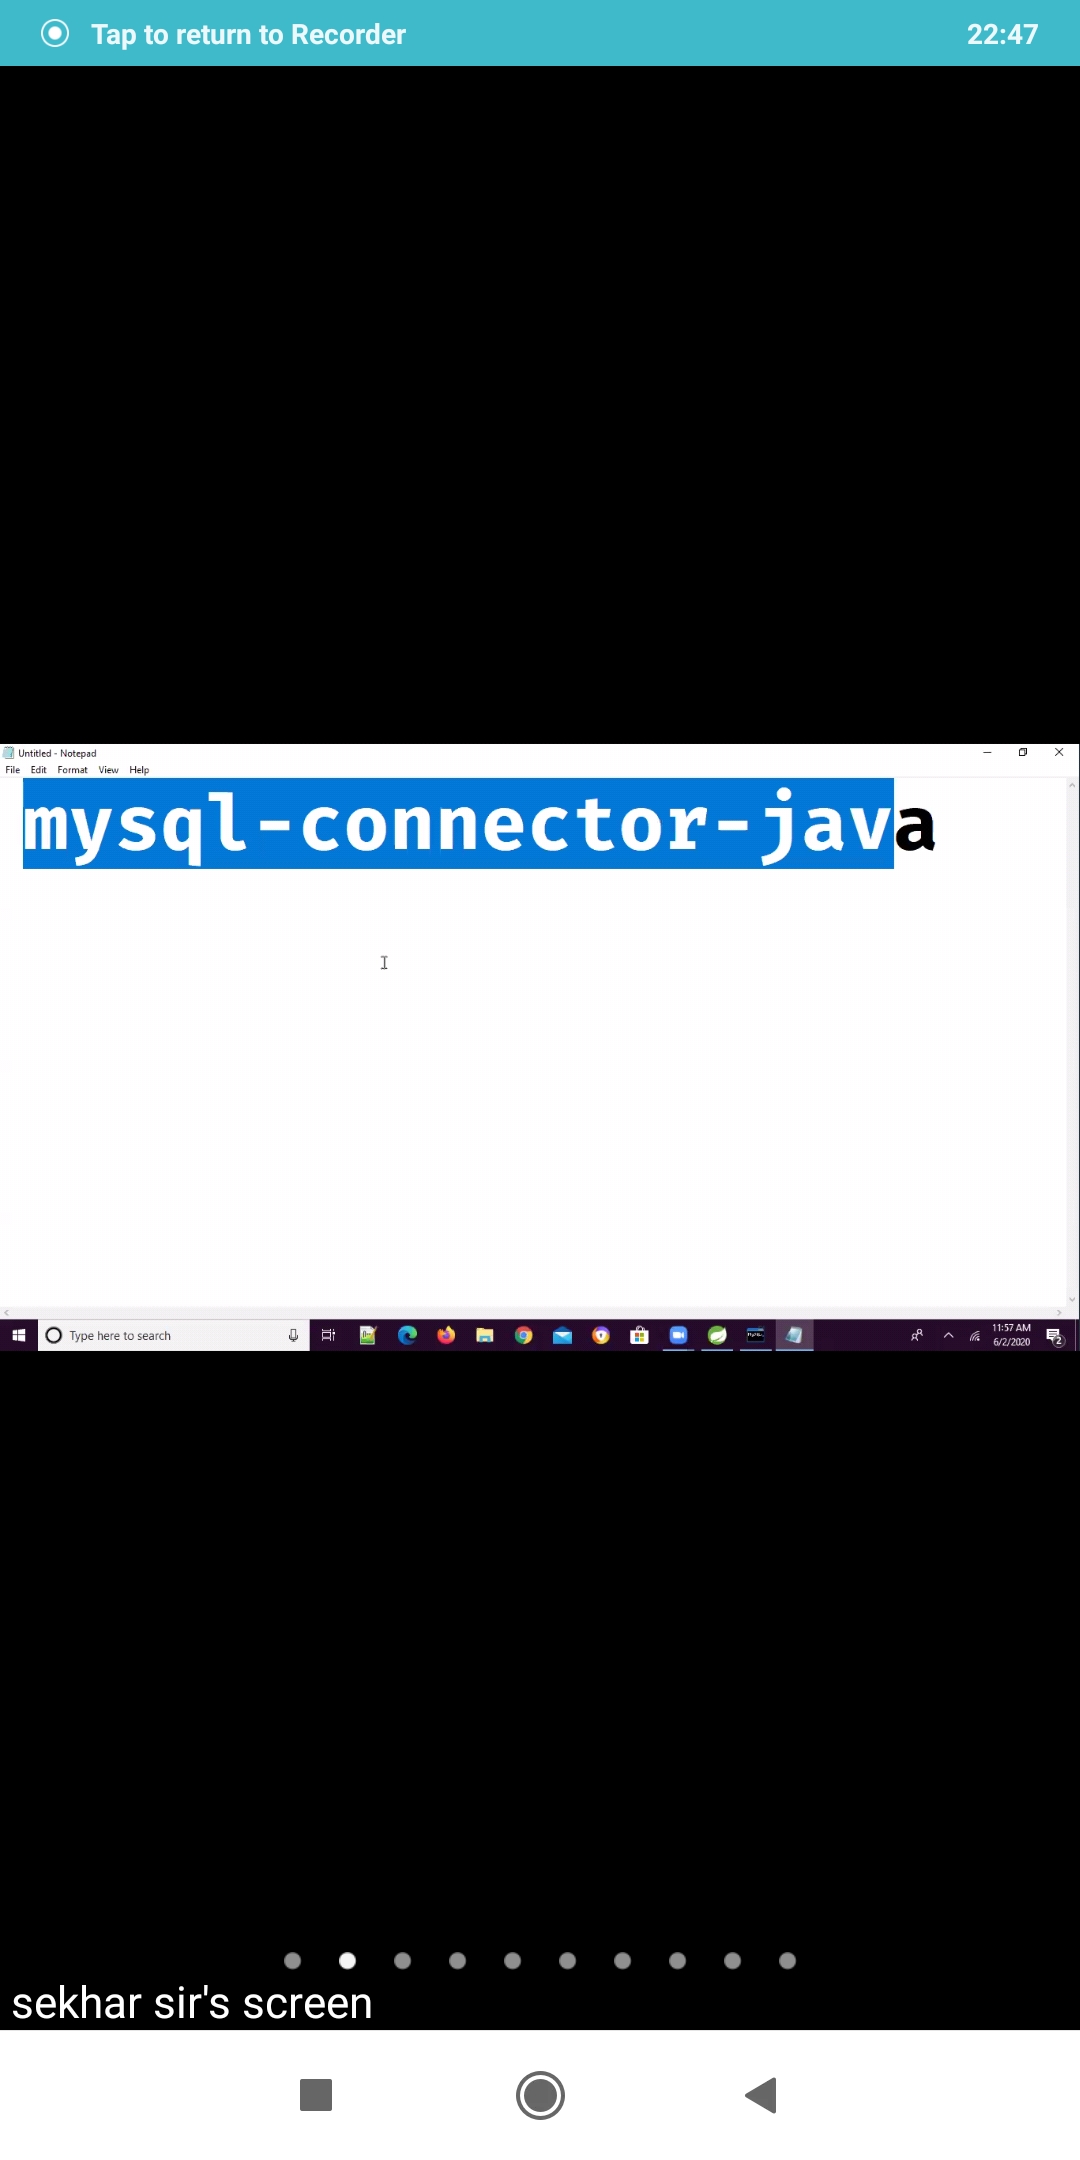 Tap to return to Recorder 22:47
Untitled - Notepad
File Edit Format View Help
mysql-connector-java
Type here to search
11:57 AM
6/2/2020
2
sekhar sir's screen